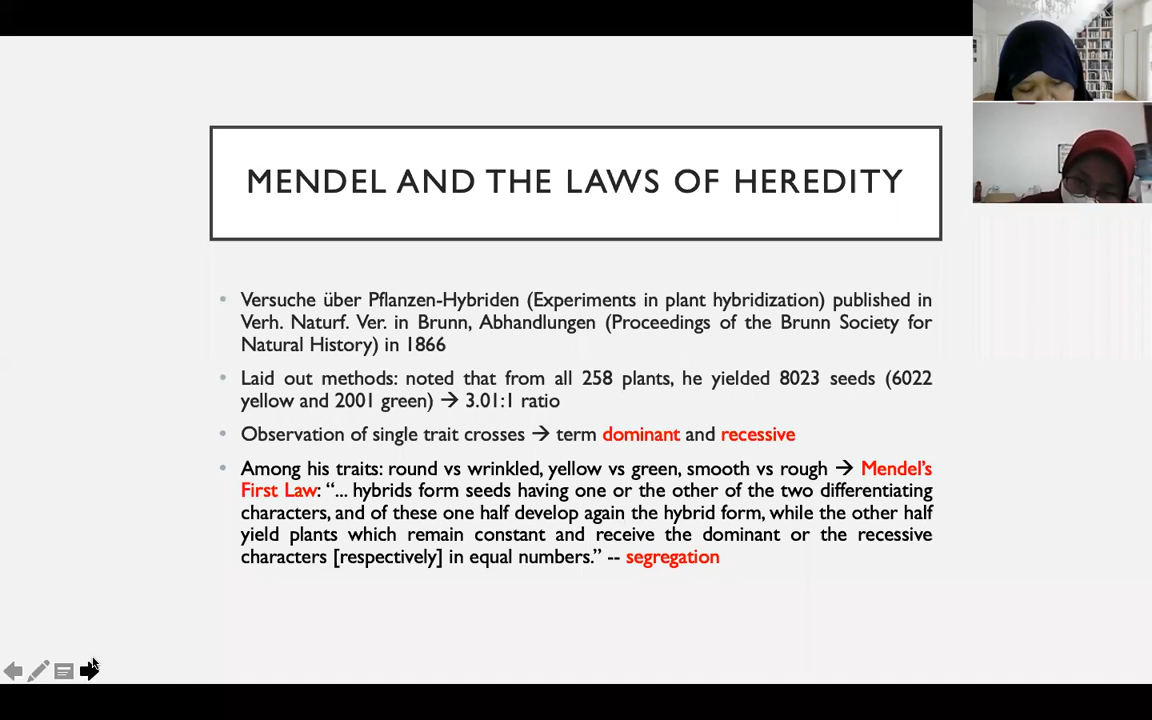 MENDEL AND THE LAWS OF HEREDITY
• Versuche über Pflanzen-Hybriden (Experiments in plant hybridization) published in
Verh. Naturf. Ver. in Brunn, Abhandlungen (Proceedings of the Brunn Society for
Natural History) in 1866
• Laid out methods: noted that from all 258 plants, he yielded 8023 seeds (6022
yellow and 2001 green) → 3.01:1 ratio
• Observation of single trait crosses → term dominant and recessive
• Among his traits: round vs wrinkled, yellow vs green, smooth vs rough → Mendel’s
First Law: “... hybrids form seeds having one or the other of the two differentiating
characters, and of these one half develop again the hybrid form, while the other half
yield plants which remain constant and receive the dominant or the recessive
characters [respectively] in equal numbers.” -- segregation